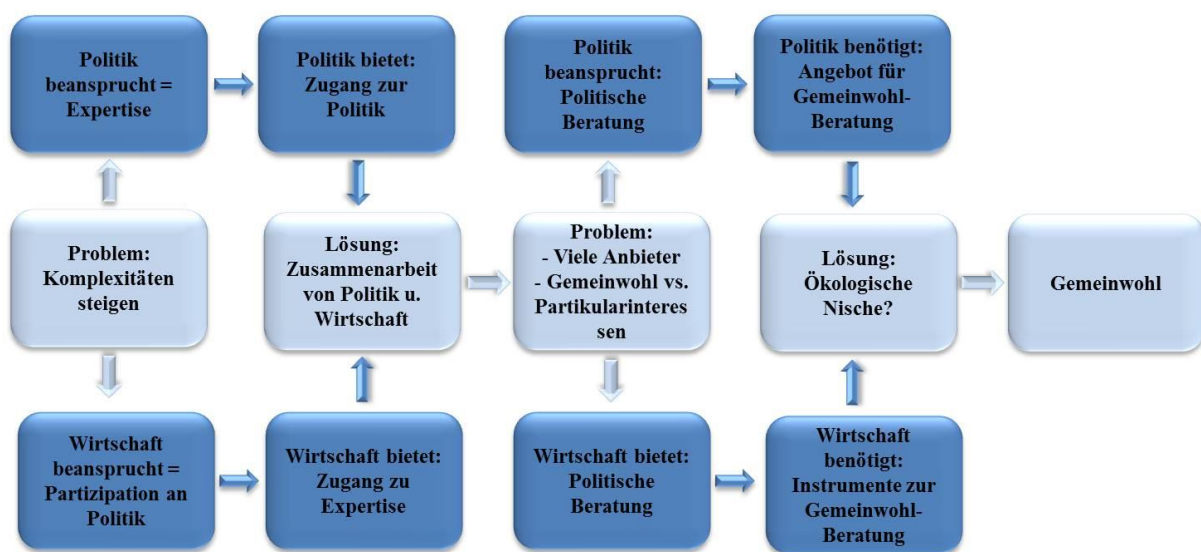 Politik
beansprucht =
Expertise
Politik bietet:
Zugang zur
Politik
Politik
beansprucht:
Politische
Beratung
Politik benötigt:
Angebot für
Gemeinwohl-
Beratung
Problem:
Komplexitäten
steigen
Lösung:
Zusammenarbeit
von Politik u.
Wirtschaft
Problem:
- Viele Anbieter
- Gemeinwohl vs.
Partikularinteres
sen
Lösung:
Ökologische
Nische?
Gemeinwohl
Wirtschaft
beansprucht =
Partizipation an
Politik
Wirtschaft bietet:
Zugang zu
Expertise
Wirtschaft bietet:
Politische
Beratung
Wirtschaft
benötigt:
Instrumente zur
Gemeinwohl-
Beratung